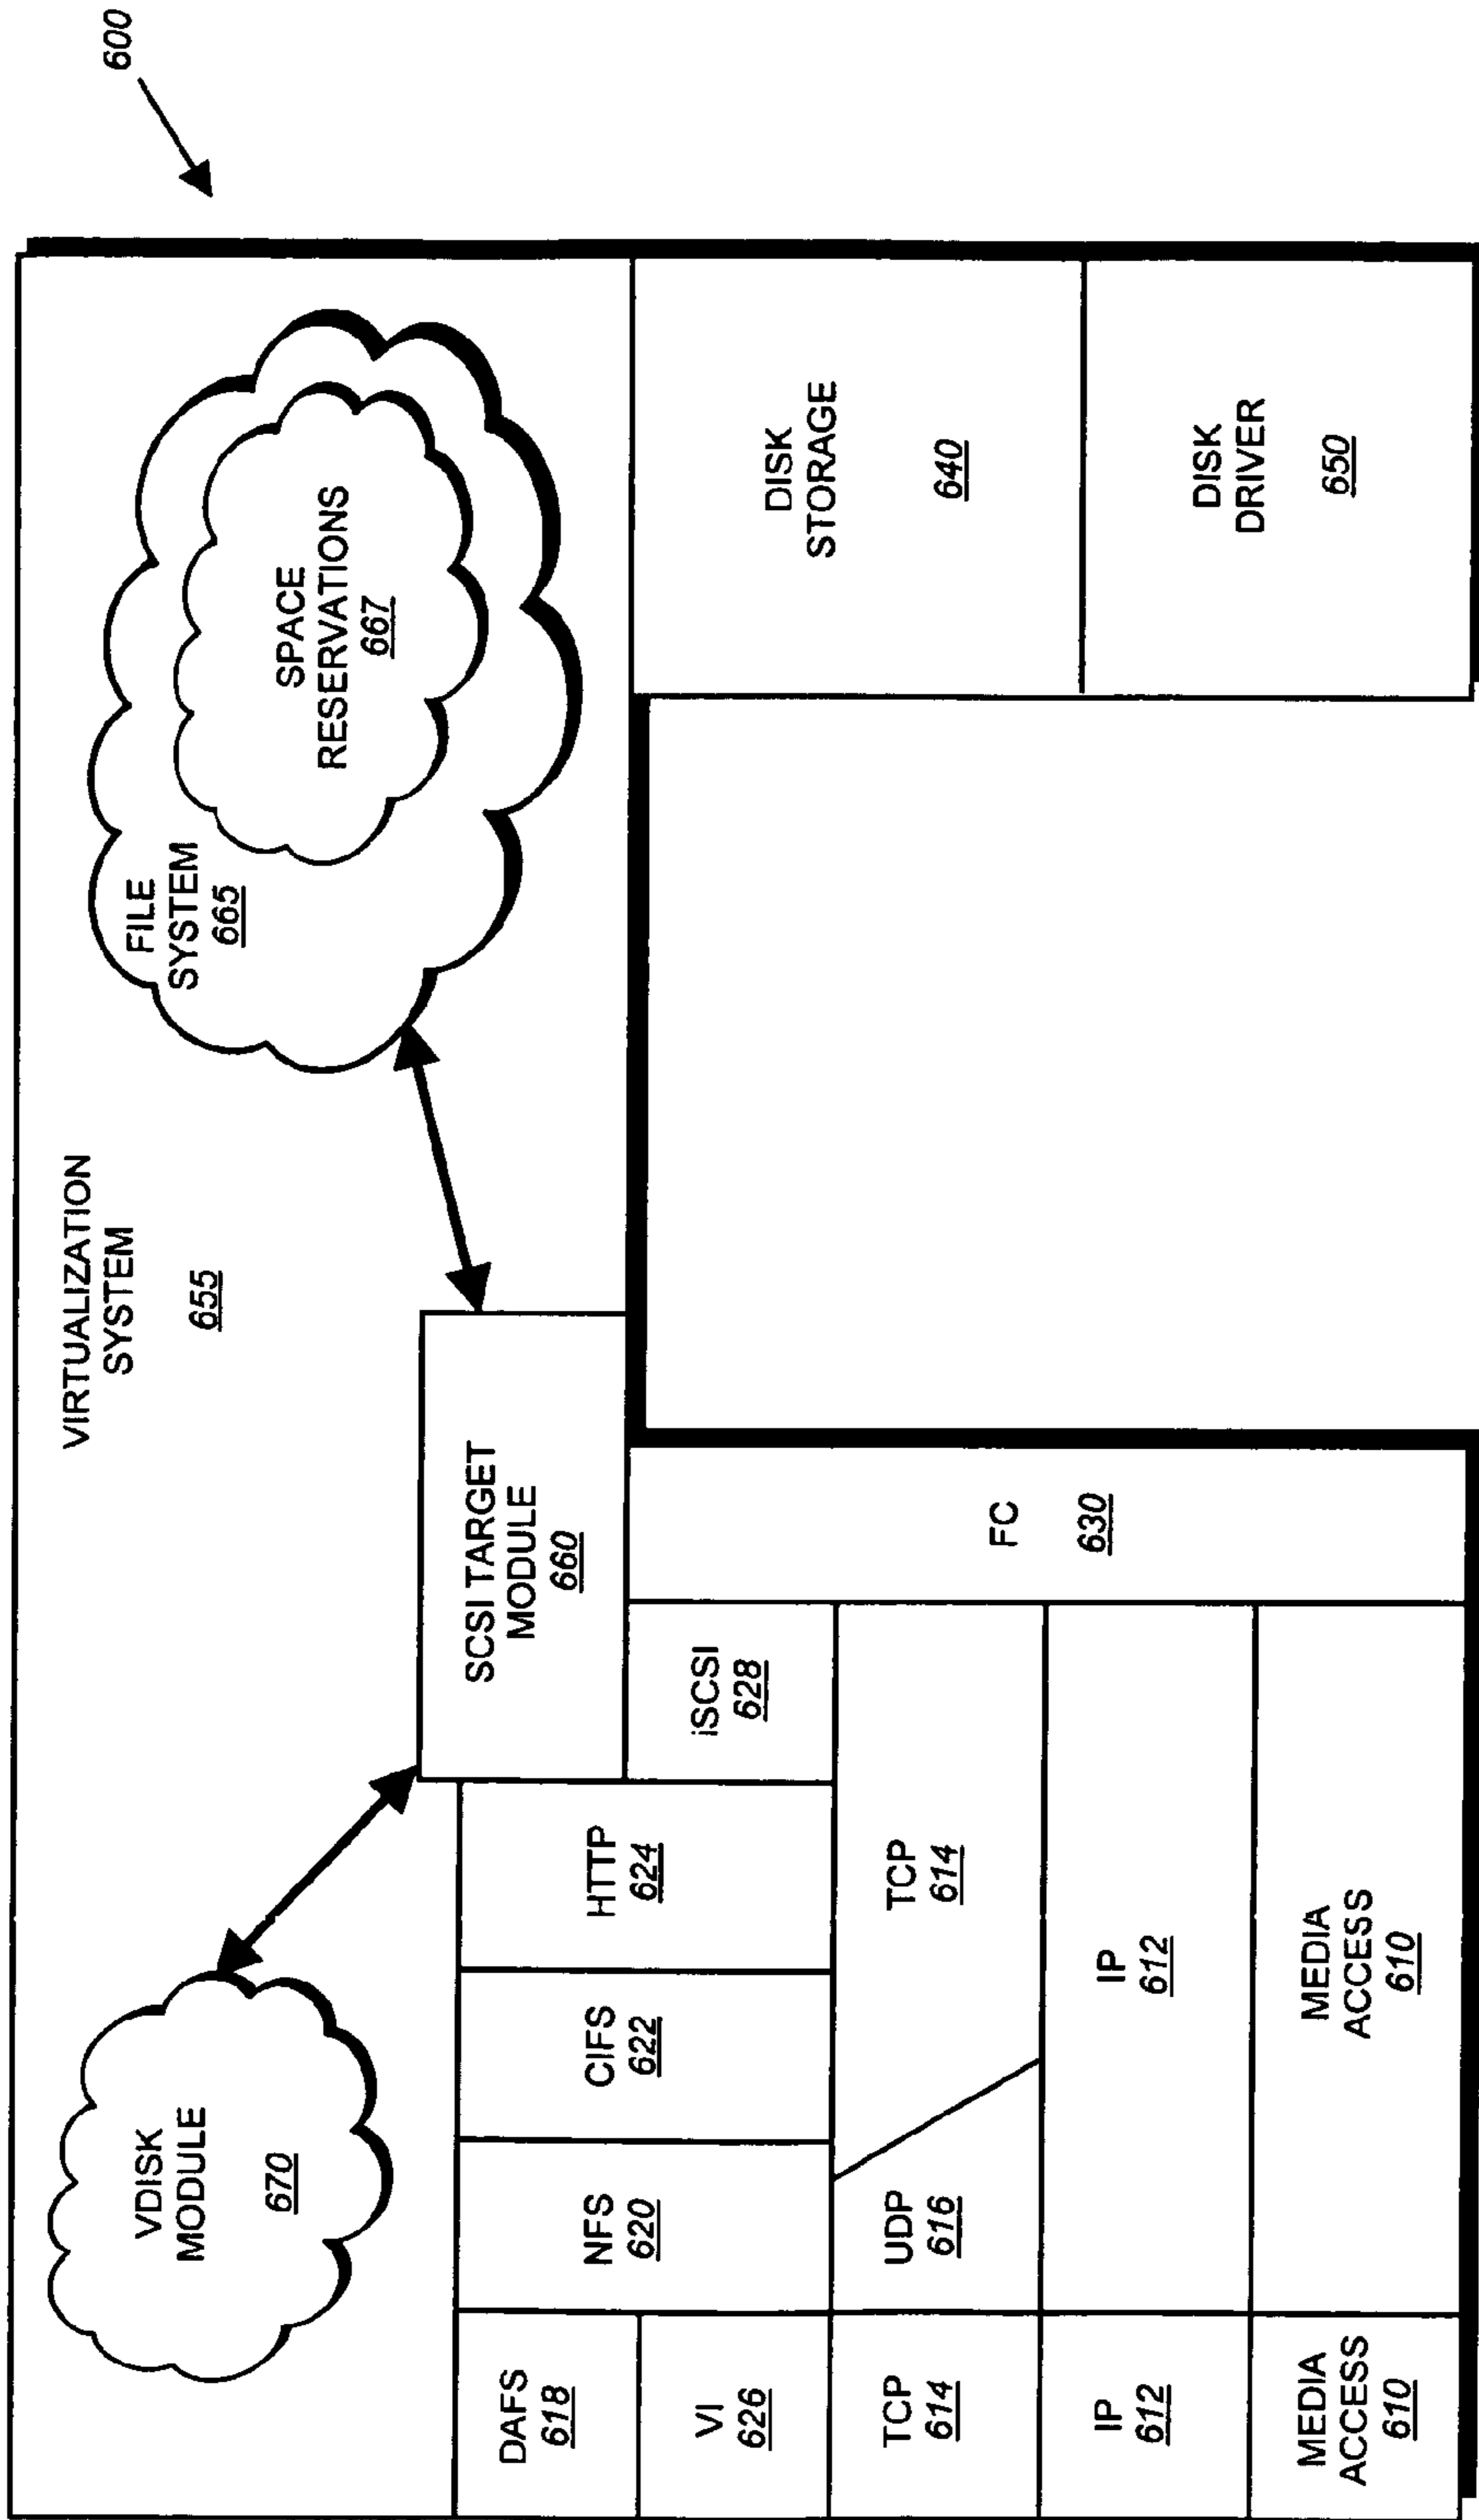 600
VIRTUALIZATION
SYSTEM
655
VDISK
MODULE
670
FILE
SYSTEM
665
SPACE
RESERVATIONS
667
SCSI TARGET
MODULE
660
DAFS
618
VI
626
NFS
620
CIFS
622
HTTP
624
iSCSI
628
FC
630
DISK
STORAGE
640
TCP
614
UDP
616
TCP
614
IP
612
IP
612
DISK
DRIVER
650
MEDIA
ACCESS
610
MEDIA
ACCESS
610